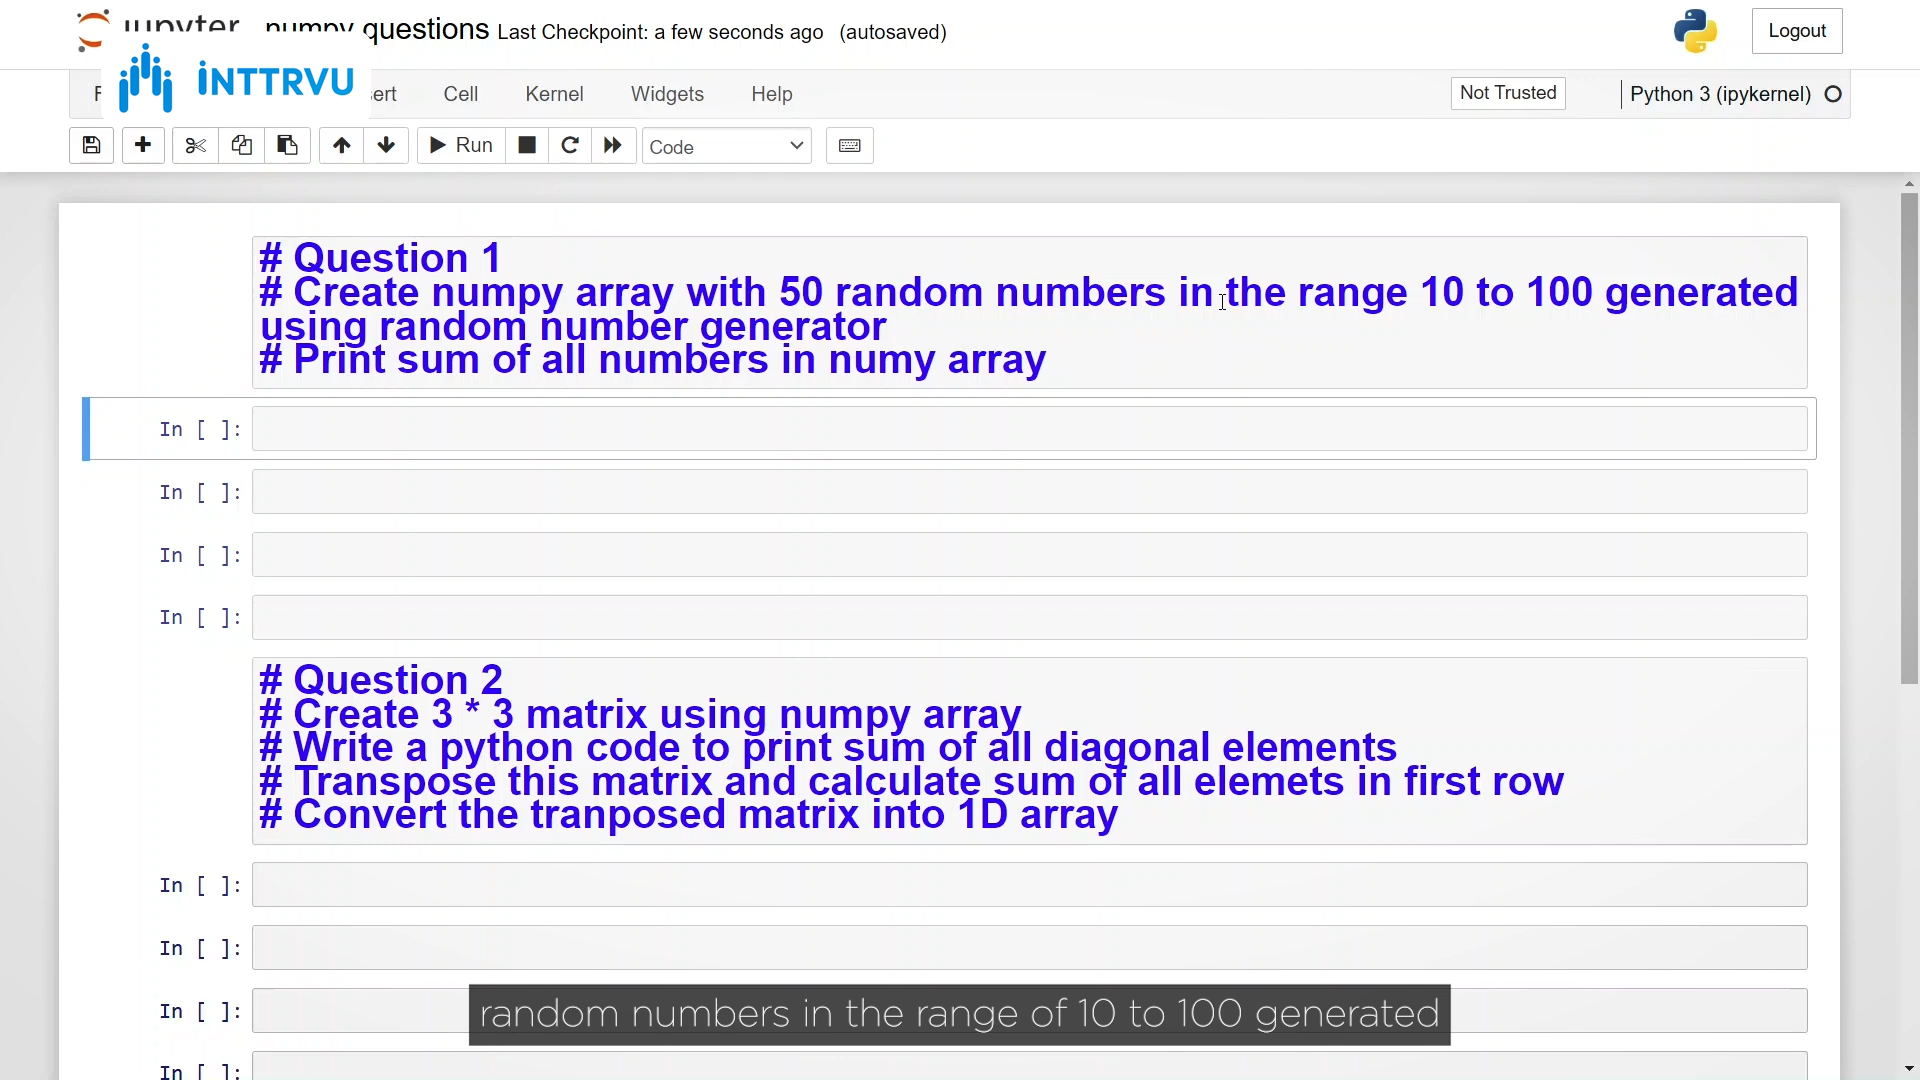 numpy questions Last Checkpoint: a few seconds ago (autosaved)
Logout
iNTTRVU
Cell Kernel Widgets Help
Not Trusted
Python 3 (ipykernel)
Run
Code
# Question 1
# Create numpy array with 50 random numbers in the range 10 to 100 generated
using random number generator
# Print sum of all numbers in numy array
In [ ]:
In [ ]:
In [ ]:
In [ ]:
# Question 2
# Create 3 * 3 matrix using numpy array
# Write a python code to print sum of all diagonal elements
# Transpose this matrix and calculate sum of all elemets in first row
# Convert the tranposed matrix into 1D array
In [ ]:
In [ ]:
In [ ]:
random numbers in the range of 10 to 100 generated
In [ ]: